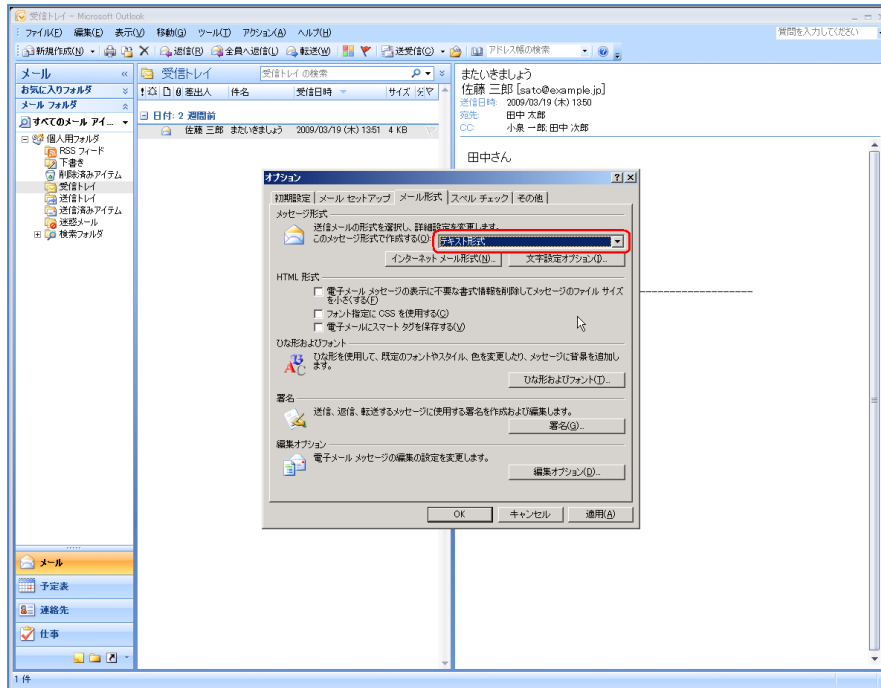 受信トレイ - Microsoft Outlook
ファイル(F) 編集(E) 表示(V) 移動(G) ツール(T) アクション(A) ヘルプ(H) 質問を入力してください
新規作成(N) 返信(R) 全員へ返信(L) 転送(W) 送受信(C) アドレス帳の検索
メール
お気に入りフォルダ
メール フォルダ
すべてのメール アイ...
個人用フォルダ
RSS フィード
下書き
削除済みアイテム
受信トレイ
送信トレイ
送信済みアイテム
迷惑メール
検索フォルダ
メール
予定表
連絡先
仕事
1 件
受信トレイ 受信トレイ の検索
差出人 件名 受信日時 サイズ
日付: 2 週間前
佐藤 三郎 またいきましょう 2009/03/19 (木) 13:51 4 KB
またいきましょう
佐藤 三郎 [sato@example.jp]
送信日時: 2009/03/19 (木) 13:50
宛先: 田中 太郎
CC: 小泉 一郎; 田中 次郎
田中さん
オプション
初期設定 メール セットアップ メール形式 スペル チェック その他
メッセージ形式
送信メールの形式を選択し、詳細設定を変更します。
このメッセージ形式で作成する(O): テキスト形式
インターネット メール形式(N)... 文字設定オプション(I)...
HTML 形式
電子メール メッセージの表示に不要な書式情報を削除してメッセージのファイル サイズ
を小さくする(F)
フォント指定に CSS を使用する(C)
電子メールにスマート タグを保存する(V)
ひな形およびフォント
ひな形を使用して、既定のフォントやスタイル、色を変更したり、メッセージに背景を追加し
ます。
ひな形およびフォント(T)...
署名
送信、返信、転送するメッセージに使用する署名を作成および編集します。
署名(G)...
編集オプション
電子メール メッセージの編集の設定を変更します。
編集オプション(D)...
OK キャンセル 適用(A)